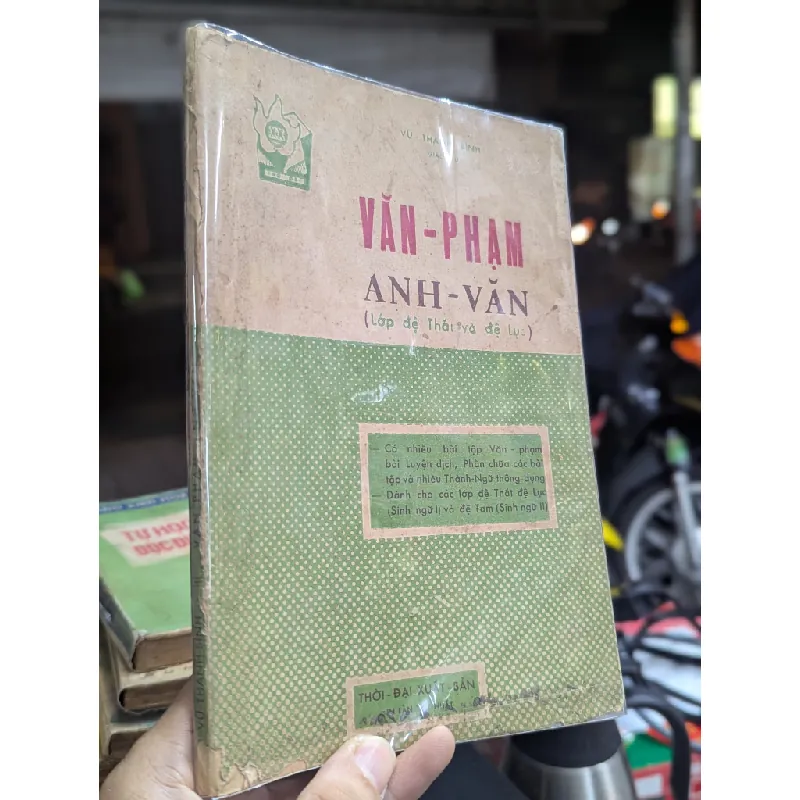 VĂN-PHẠM
ANH-VĂN
(Lớp đệ Thất và đệ Lục)
— Có nhiều bài tập Văn-phạm
bài Luyện dịch, Phần chữa các bài
tập và nhiều Thành-Ngữ thông-dụng
— Dành cho các lớp đệ Thất đệ Lục
(Sinh ngữ I) và đệ Tam (Sinh ngữ II)
THỜI-ĐẠI XUẤT-BẢN
TỰ HỌC